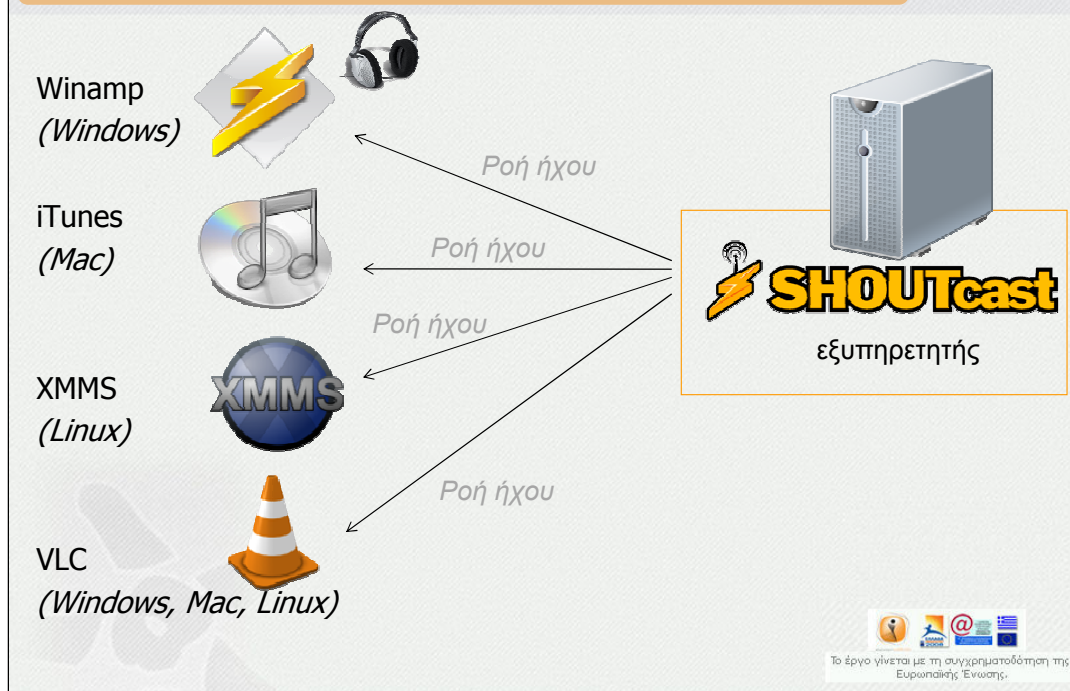 Winamp
(Windows)
Ροή ήχου
iTunes
(Mac)
Ροή ήχου
SHOUTcast
εξυπηρετητής
Ροή ήχου
XMMS
(Linux)
XMMS
Ροή ήχου
VLC
(Windows, Mac, Linux)
Το έργο γίνεται με τη συγχρηματοδότηση της
Ευρωπαϊκής Ένωσης.